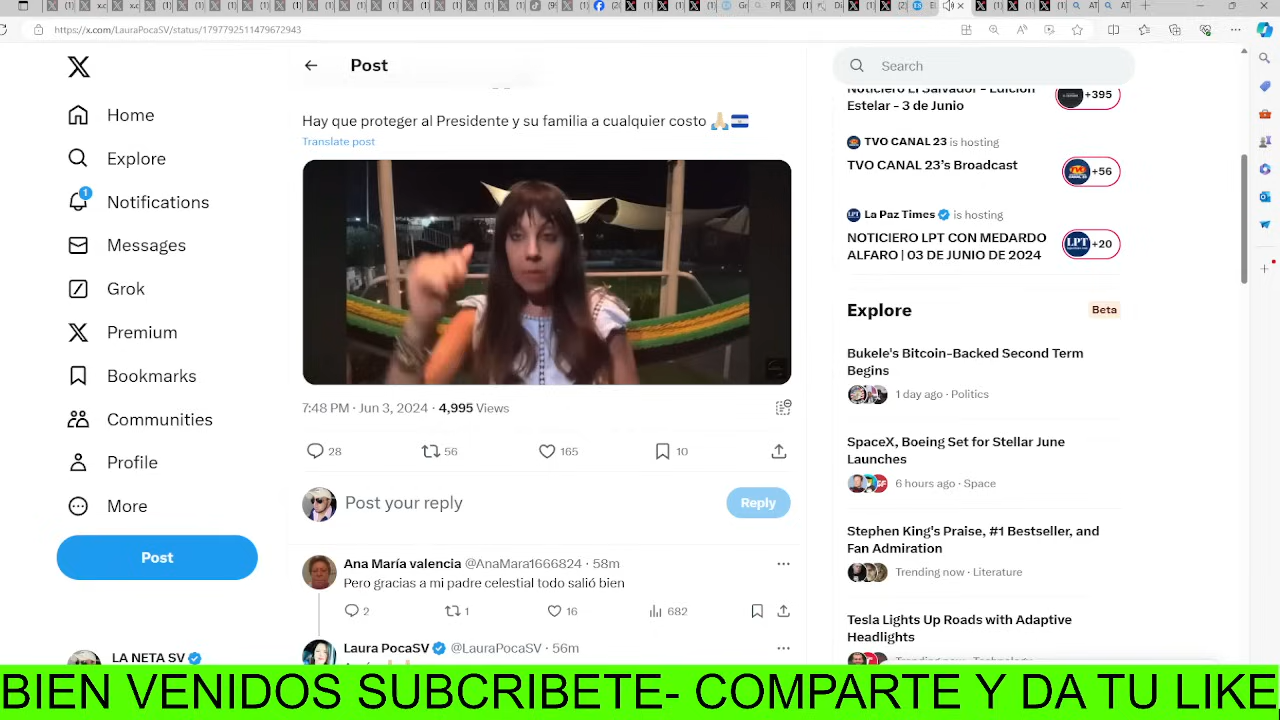 https://x.com/LauraPocaSV/status/1797792511479672943
Home
Explore
Notifications
1
Messages
Grok
Premium
Bookmarks
Communities
Profile
More
Post
LA NETA SV
Post
Hay que proteger al Presidente y su familia a cualquier costo
Translate post
7:48 PM · Jun 3, 2024 · 4,995 Views
28 56 165 10
Post your reply
Reply
Ana María valencia @AnaMara1666824 · 58m
Pero gracias a mi padre celestial todo salió bien
2 1 16 682
Laura PocaSV @LauraPocaSV · 56m
Search
Noticiero El Salvador - Edición
Estelar - 3 de Junio
+395
TVO CANAL 23 is hosting
TVO CANAL 23's Broadcast
+56
La Paz Times is hosting
NOTICIERO LPT CON MEDARDO
ALFARO | 03 DE JUNIO DE 2024
LPT +20
Explore
Beta
Bukele's Bitcoin-Backed Second Term
Begins
1 day ago · Politics
SpaceX, Boeing Set for Stellar June
Launches
6 hours ago · Space
Stephen King's Praise, #1 Bestseller, and
Fan Admiration
Trending now · Literature
Tesla Lights Up Roads with Adaptive
Headlights
Trending now · Technology
BIEN VENIDOS SUBCRIBETE- COMPARTE Y DA TU LIKE